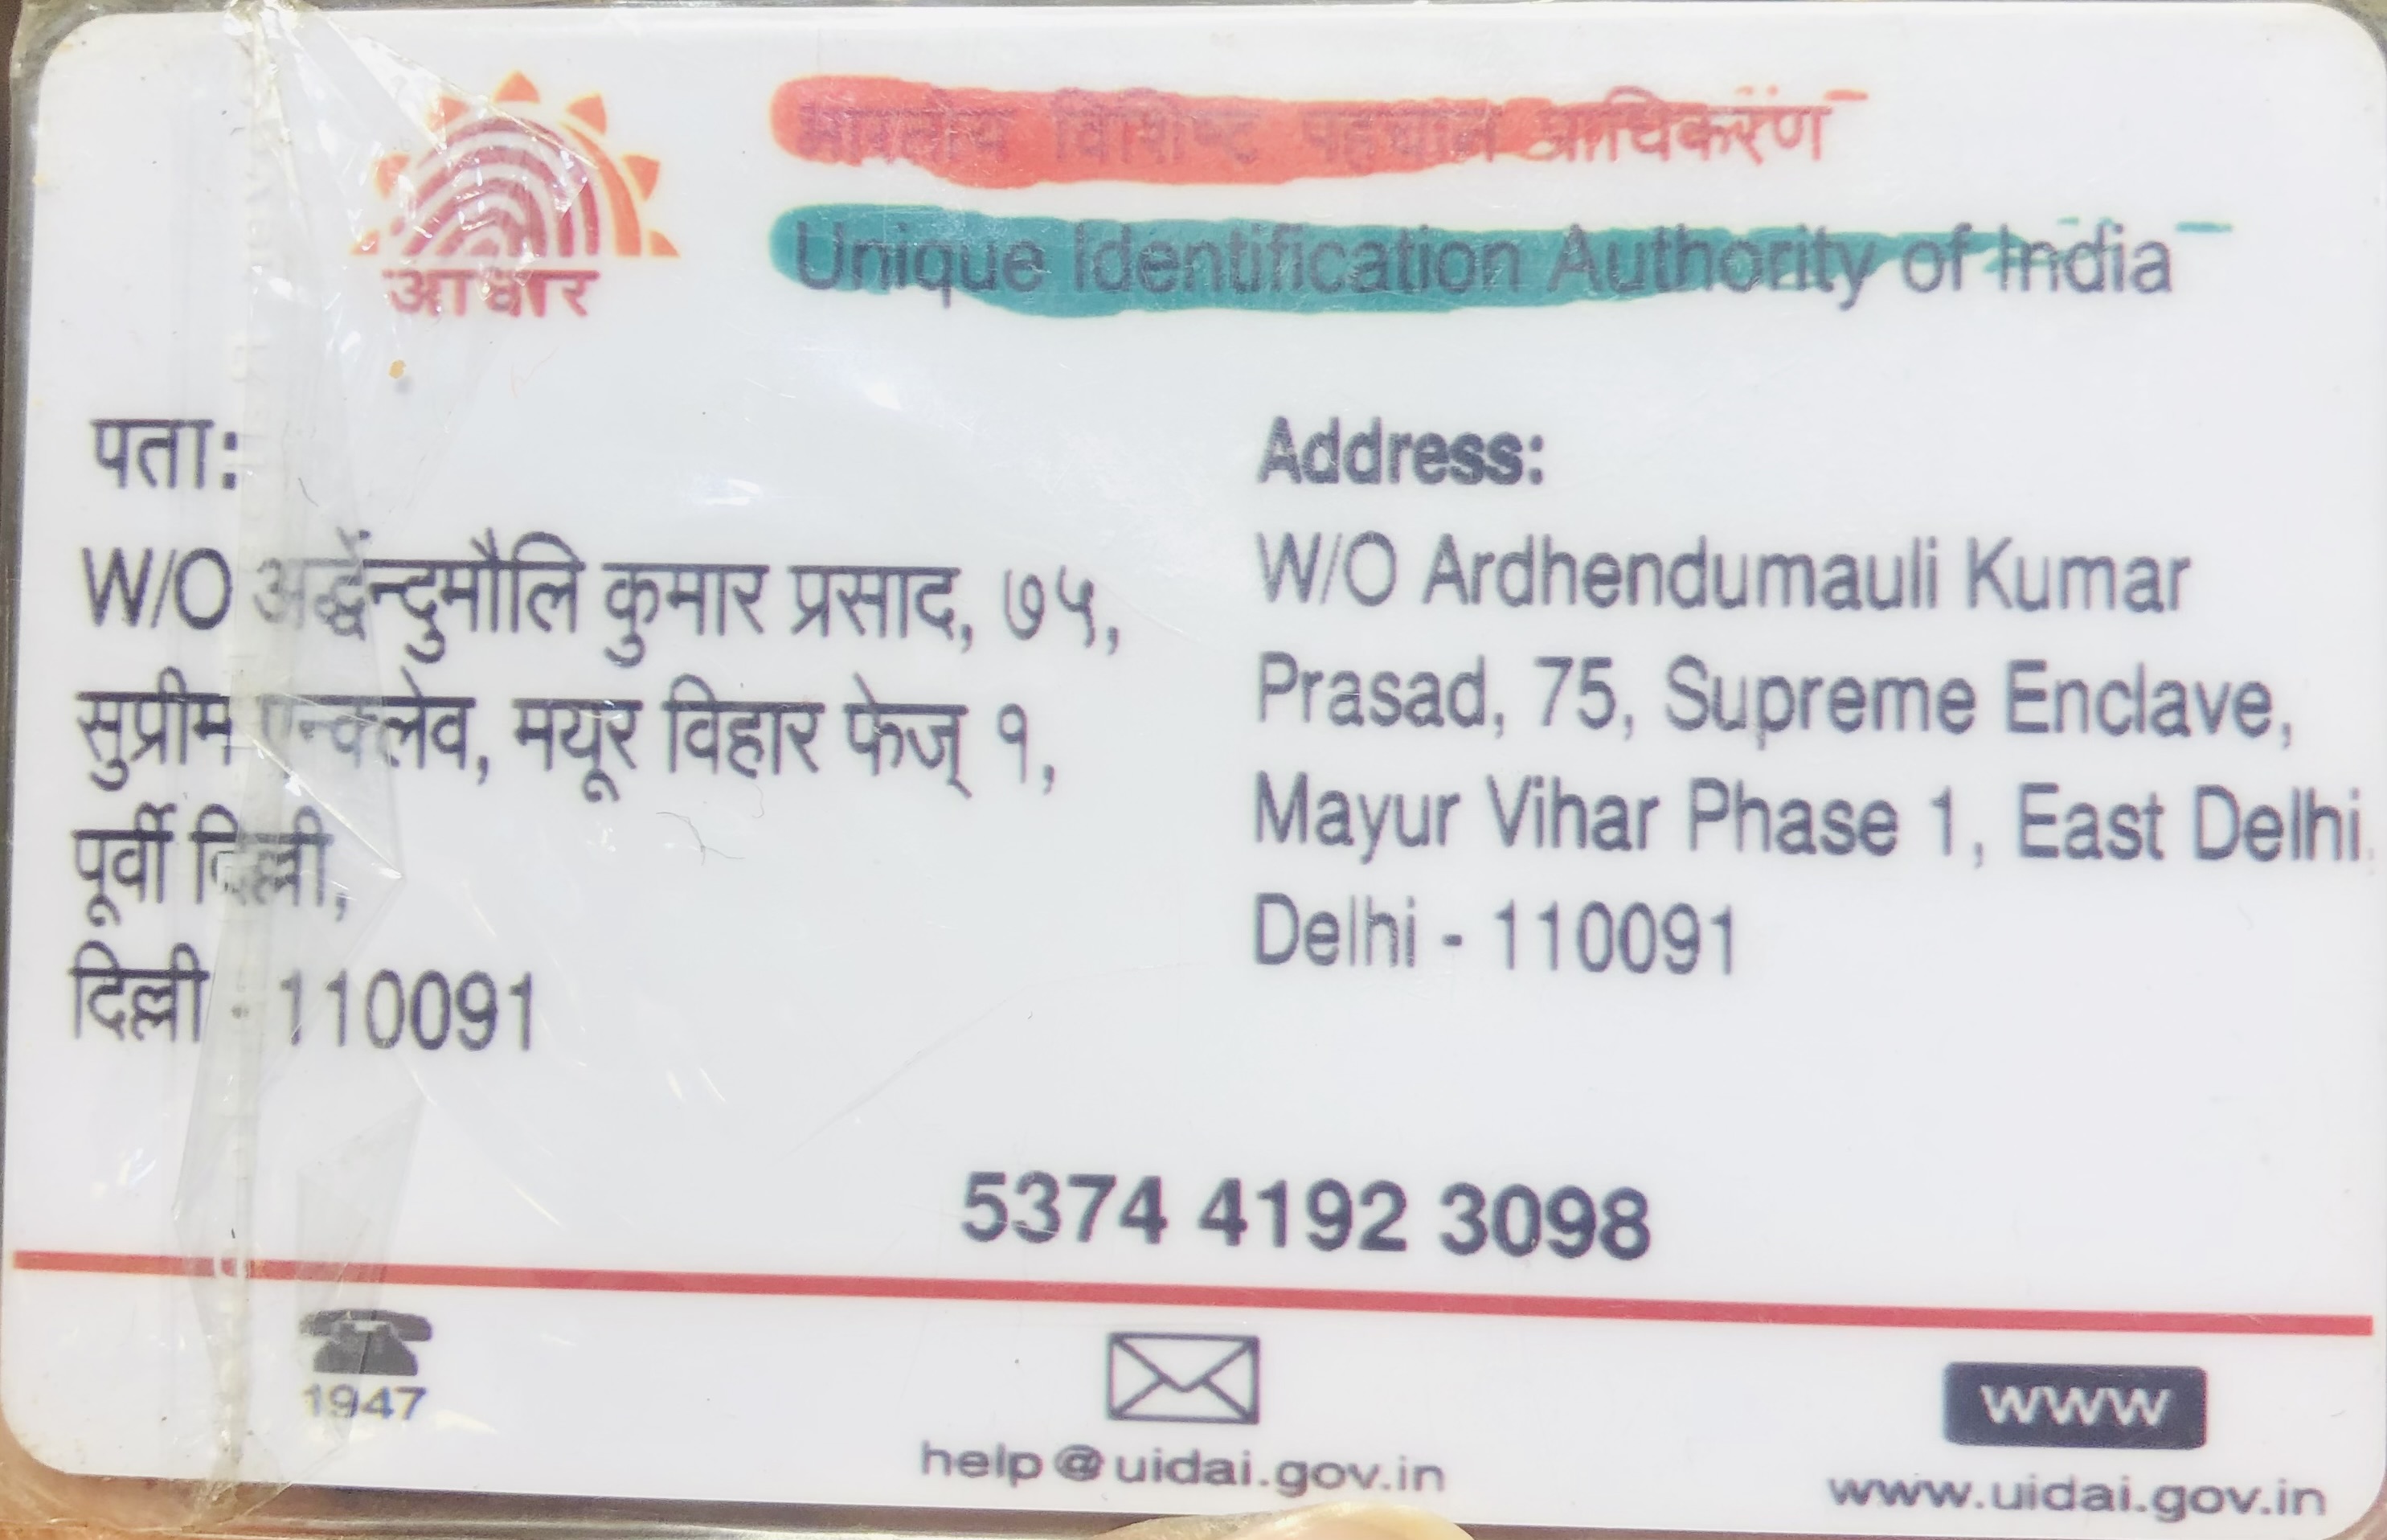 भारतीय विशिष्ट पहचान प्राधिकरण
Unique Identification Authority of India
आधार
पता:
W/O अर्द्धेन्दुमौलि कुमार प्रसाद, ७५,
सुप्रीम एन्क्लेव, मयूर विहार फेज् १,
पूर्वी दिल्ली,
दिल्ली - 110091
Address:
W/O Ardhendumauli Kumar
Prasad, 75, Supreme Enclave,
Mayur Vihar Phase 1, East Delhi,
Delhi - 110091
5374 4192 3098
1947
help@uidai.gov.in
www
www.uidai.gov.in